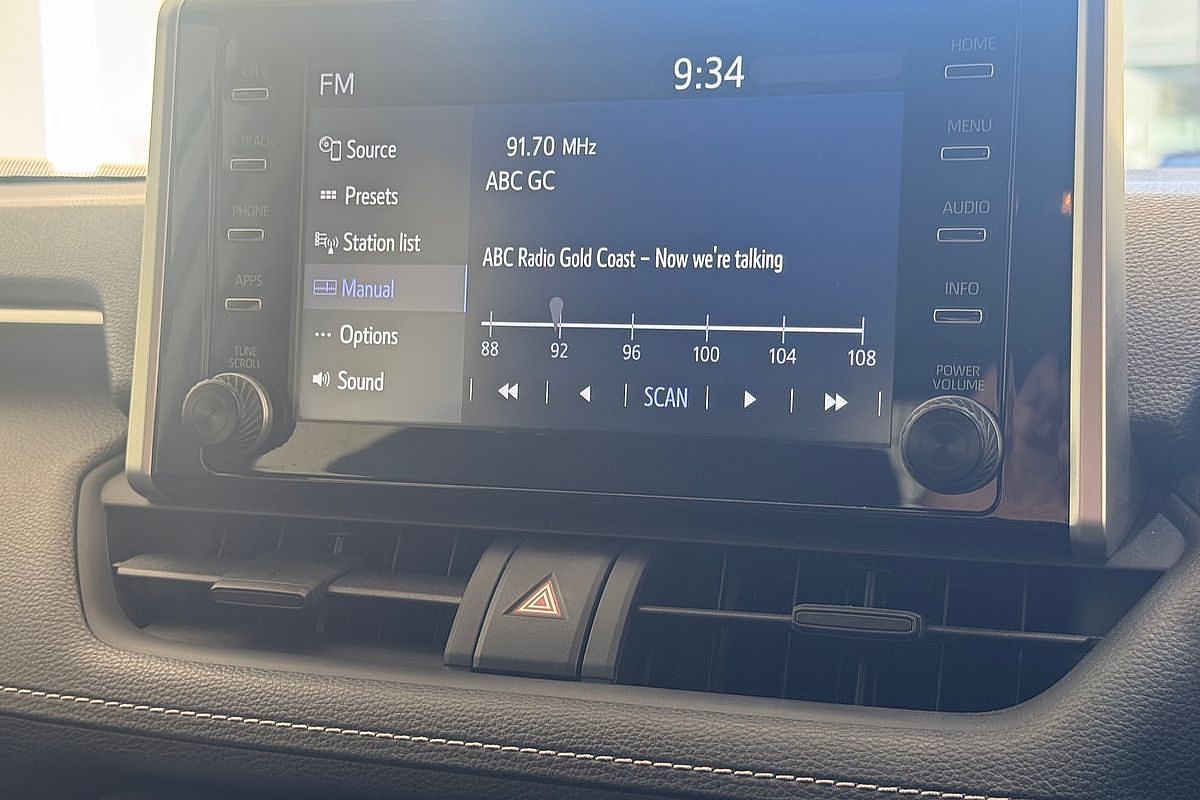 FM
9:34
Source
Presets
Station list
Manual
Options
Sound
91.70 MHz
ABC GC
ABC Radio Gold Coast – Now we're talking
88 92 96 100 104 108
SCAN
CH >
< TRACK
PHONE
APPS
TUNE
SCROLL
HOME
MENU
AUDIO
INFO
POWER
VOLUME